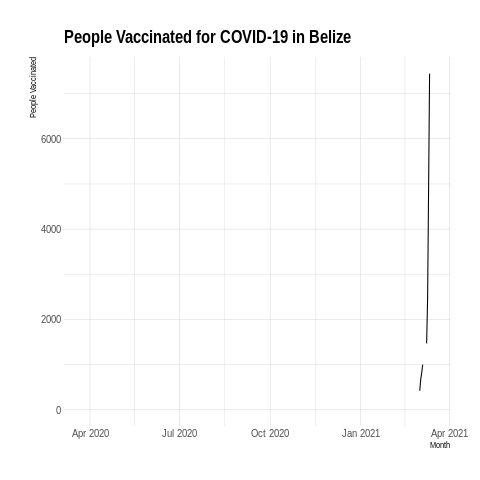 People Vaccinated for COVID-19 in Belize
People Vaccinated
6000
4000
2000
0
Apr 2020 Jul 2020 Oct 2020 Jan 2021 Apr 2021
Month